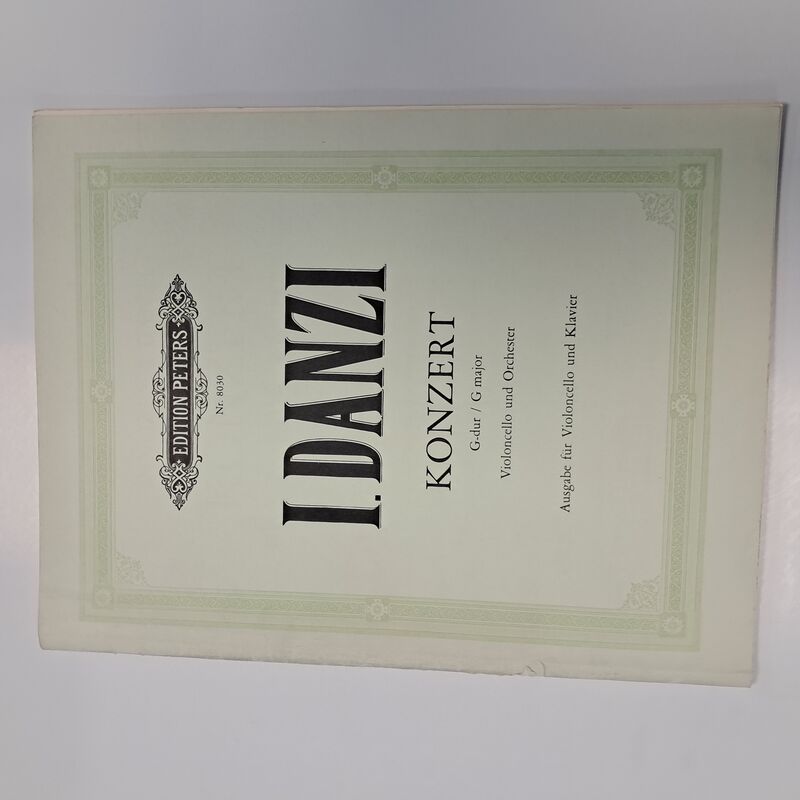 EDITION PETERS
Nr. 8030
I. DANZI
KONZERT
G-dur / G major
Violoncello und Orchester
Ausgabe für Violoncello und Klavier